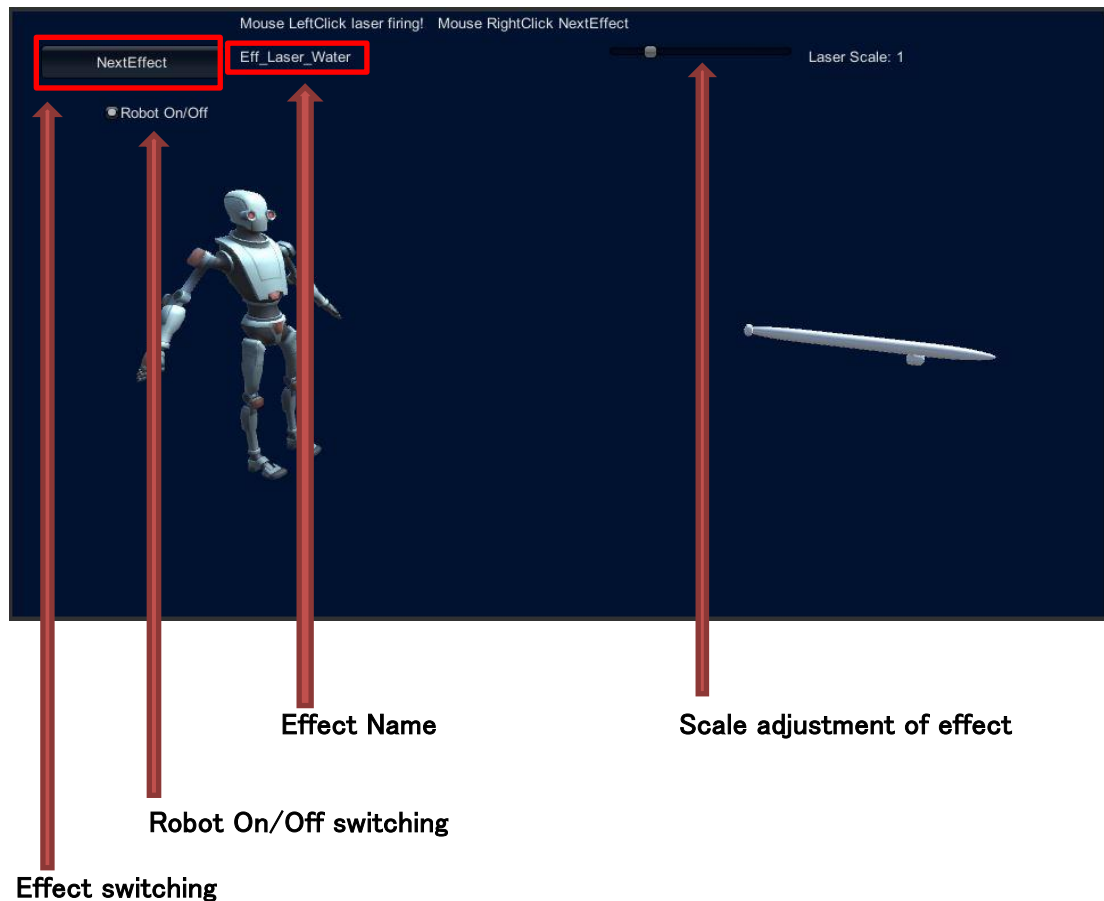 Mouse LeftClick laser firing!   Mouse RightClick NextEffect
NextEffect
Eff_Laser_Water
Laser Scale: 1
Robot On/Off
Effect Name
Scale adjustment of effect
Robot On/Off switching
Effect switching